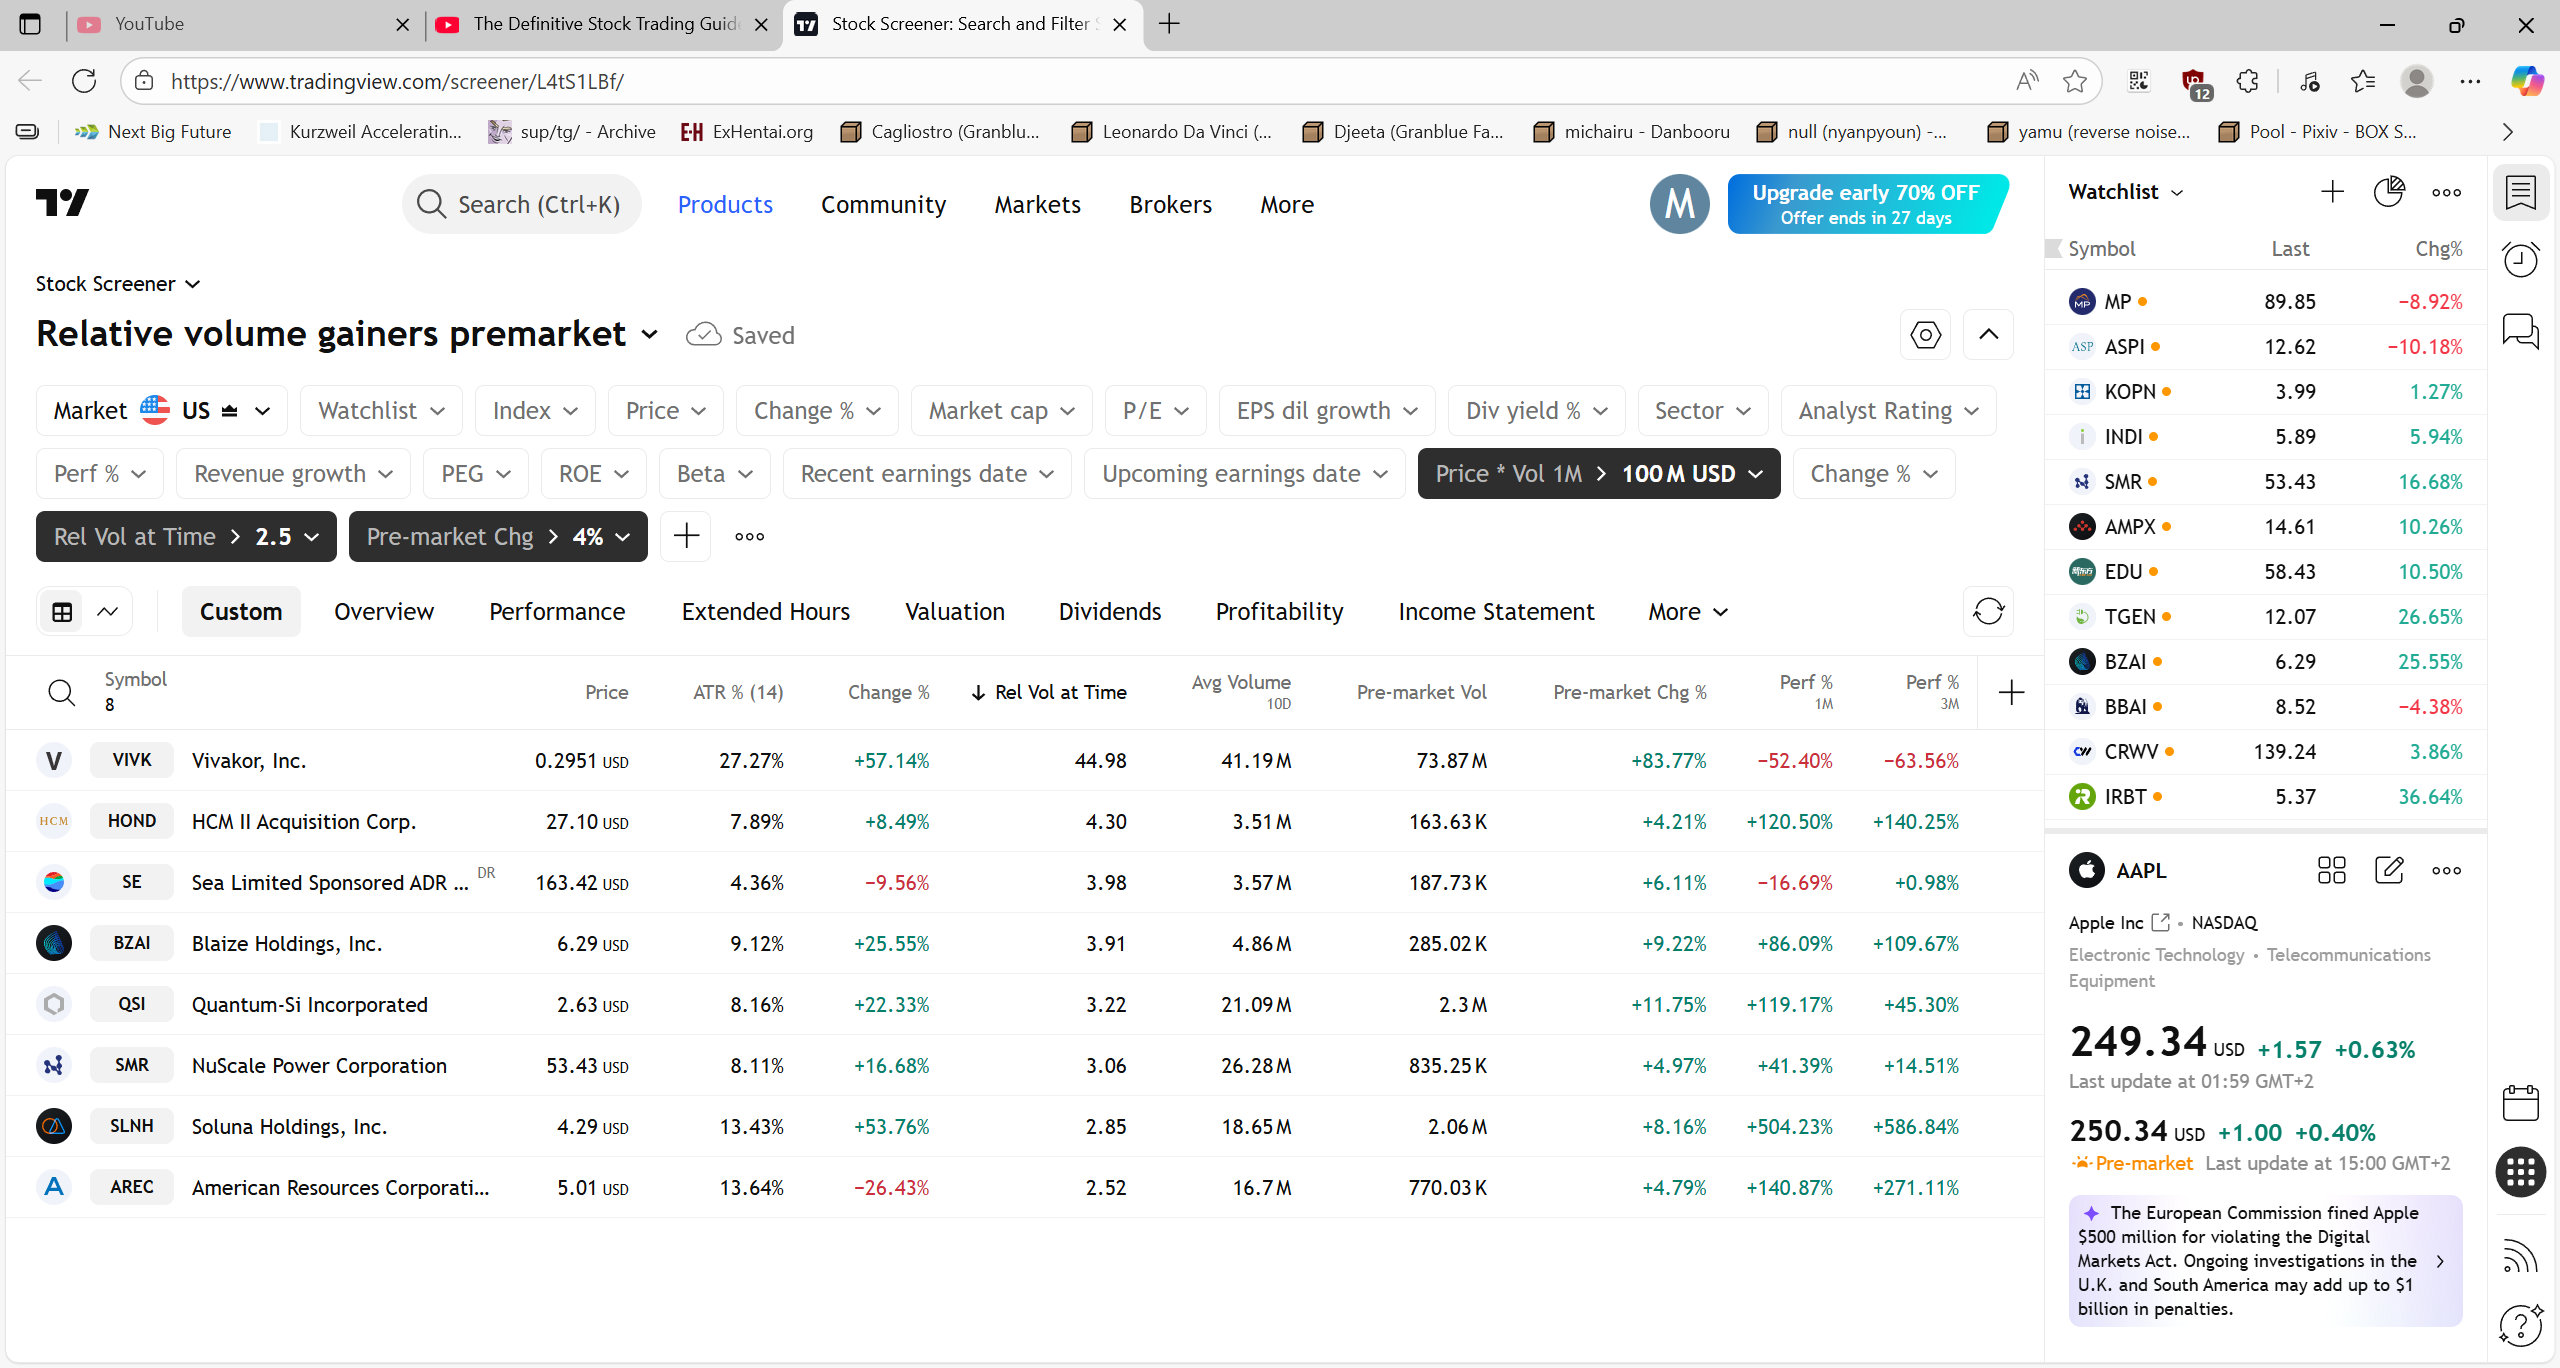 YouTube
The Definitive Stock Trading Guide
Stock Screener: Search and Filter S
https://www.tradingview.com/screener/L4tS1LBf/
12
Next Big Future
Kurzweil Acceleratin...
sup/tg/ - Archive
E-H ExHentai.org
Cagliostro (Granblu...
Leonardo Da Vinci (...
Djeeta (Granblue Fa...
michairu - Danbooru
null (nyanpyoun) -...
yamu (reverse noise...
Pool - Pixiv - BOX S...
Search (Ctrl+K)
Products
Community
Markets
Brokers
More
M
Upgrade early 70% OFF
Offer ends in 27 days
Stock Screener
Relative volume gainers premarket
Saved
Market US
Watchlist
Index
Price
Change %
Market cap
P/E
EPS dil growth
Div yield %
Sector
Analyst Rating
Perf %
Revenue growth
PEG
ROE
Beta
Recent earnings date
Upcoming earnings date
Price * Vol 1M > 100 M USD
Change %
Rel Vol at Time > 2.5
Pre-market Chg > 4%
Custom
Overview
Performance
Extended Hours
Valuation
Dividends
Profitability
Income Statement
More
Symbol
8
Price
ATR % (14)
Change %
Rel Vol at Time
Avg Volume
10D
Pre-market Vol
Pre-market Chg %
Perf %
1M
Perf %
3M
V VIVK Vivakor, Inc. 0.2951 USD 27.27% +57.14% 44.98 41.19 M 73.87 M +83.77% −52.40% −63.56%
HCM HOND HCM II Acquisition Corp. 27.10 USD 7.89% +8.49% 4.30 3.51 M 163.63 K +4.21% +120.50% +140.25%
SE Sea Limited Sponsored ADR ... DR 163.42 USD 4.36% −9.56% 3.98 3.57 M 187.73 K +6.11% −16.69% +0.98%
BZAI Blaize Holdings, Inc. 6.29 USD 9.12% +25.55% 3.91 4.86 M 285.02 K +9.22% +86.09% +109.67%
QSI Quantum-Si Incorporated 2.63 USD 8.16% +22.33% 3.22 21.09 M 2.3 M +11.75% +119.17% +45.30%
SMR NuScale Power Corporation 53.43 USD 8.11% +16.68% 3.06 26.28 M 835.25 K +4.97% +41.39% +14.51%
SLNH Soluna Holdings, Inc. 4.29 USD 13.43% +53.76% 2.85 18.65 M 2.06 M +8.16% +504.23% +586.84%
A AREC American Resources Corporati... 5.01 USD 13.64% −26.43% 2.52 16.7 M 770.03 K +4.79% +140.87% +271.11%
Watchlist
Symbol Last Chg%
MP MP 89.85 −8.92%
ASP ASPI 12.62 −10.18%
KOPN 3.99 1.27%
i INDI 5.89 5.94%
SMR 53.43 16.68%
AMPX 14.61 10.26%
EDU 58.43 10.50%
TGEN 12.07 26.65%
BZAI 6.29 25.55%
BBAI 8.52 −4.38%
CW CRWV 139.24 3.86%
IRBT 5.37 36.64%
AAPL
Apple Inc • NASDAQ
Electronic Technology • Telecommunications
Equipment
249.34 USD +1.57 +0.63%
Last update at 01:59 GMT+2
250.34 USD +1.00 +0.40%
Pre-market Last update at 15:00 GMT+2
The European Commission fined Apple
$500 million for violating the Digital
Markets Act. Ongoing investigations in the
U.K. and South America may add up to $1
billion in penalties.